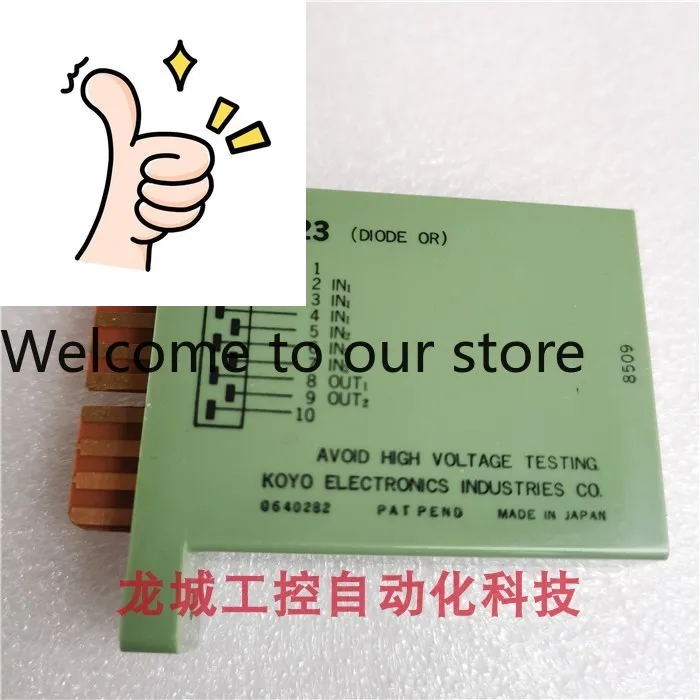 23 (DIODE OR)
1
2 IN₁
3 IN₁
4 IN₁
5 IN₂
Welcome to our store
8 OUT₁
9 OUT₂
10
8509
AVOID HIGH VOLTAGE TESTING.
KOYO ELECTRONICS INDUSTRIES CO.
0640282 PAT PEND MADE IN JAPAN
龙城工控自动化科技